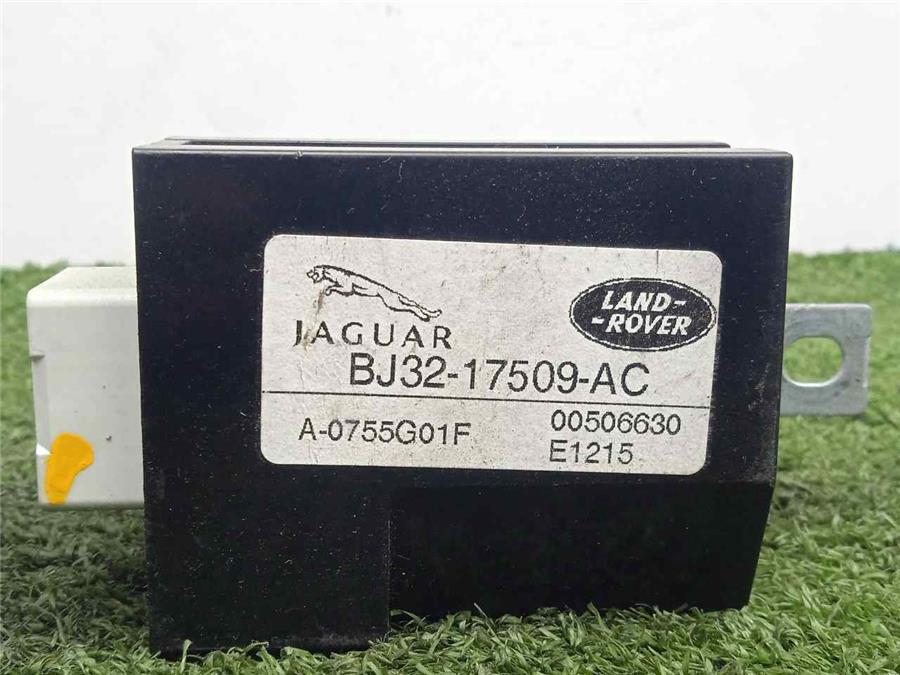 JAGUAR
LAND-
-ROVER
BJ32-17509-AC
A-0755G01F
00506630
E1215